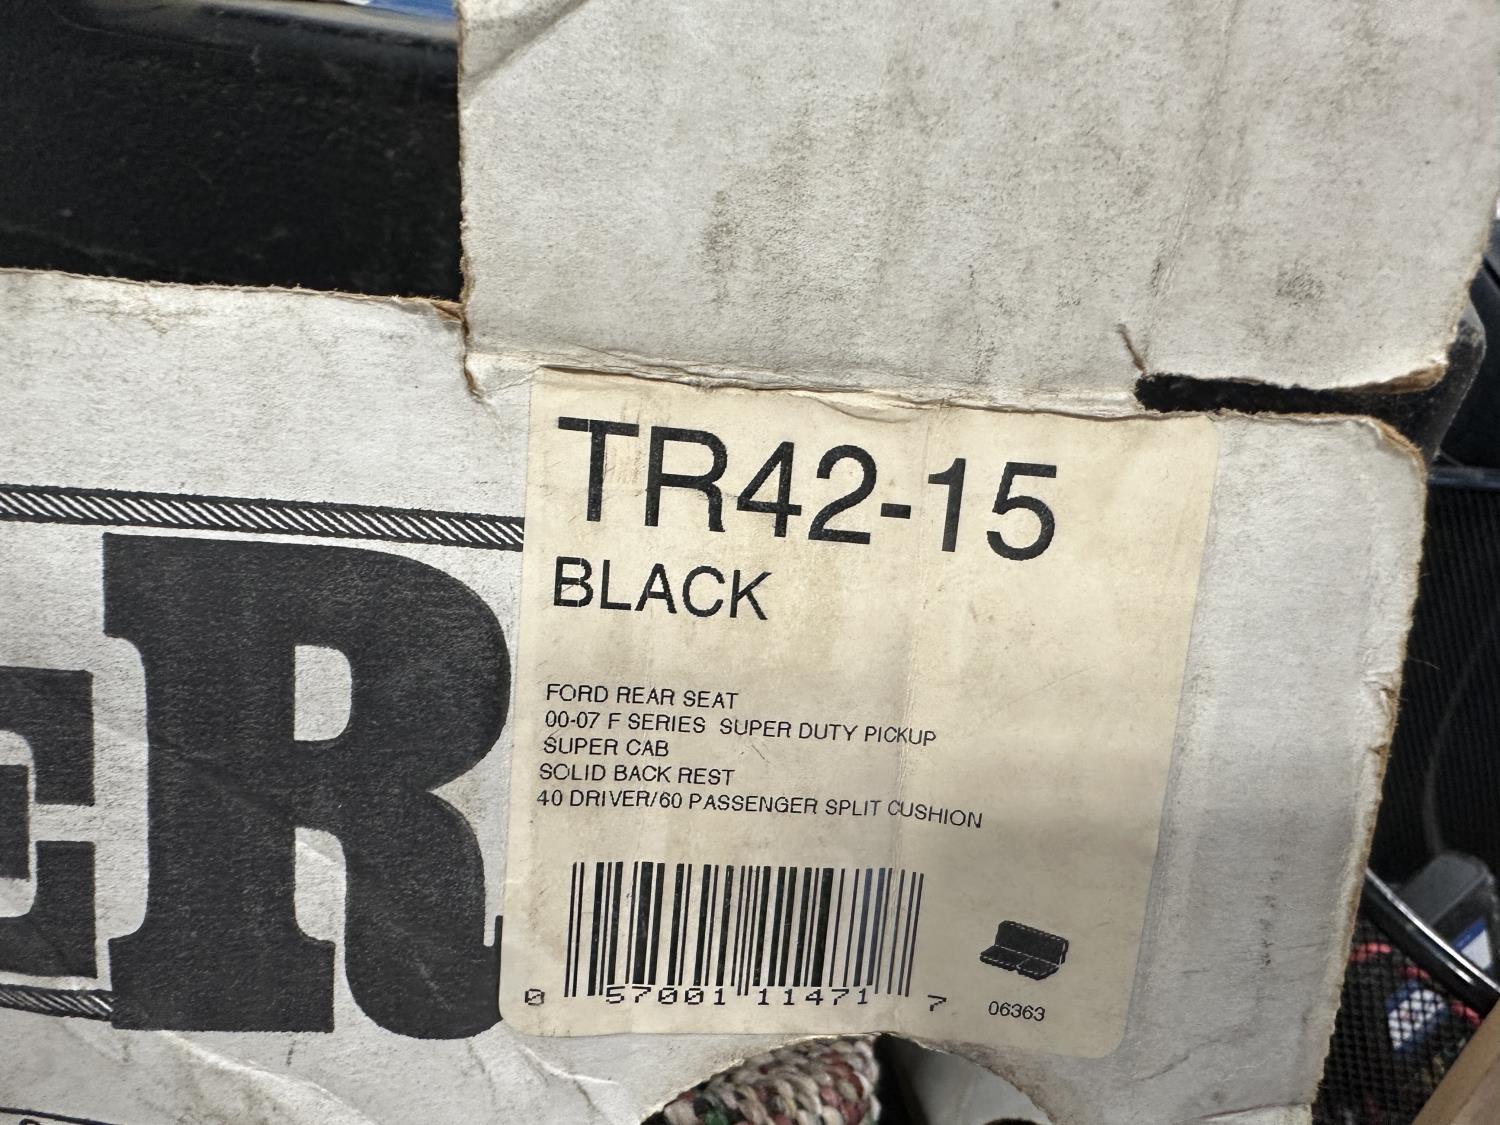 ER
TR42-15
BLACK
FORD REAR SEAT
00-07 F SERIES SUPER DUTY PICKUP
SUPER CAB
SOLID BACK REST
40 DRIVER/60 PASSENGER SPLIT CUSHION
0 57001 11471 7
06363